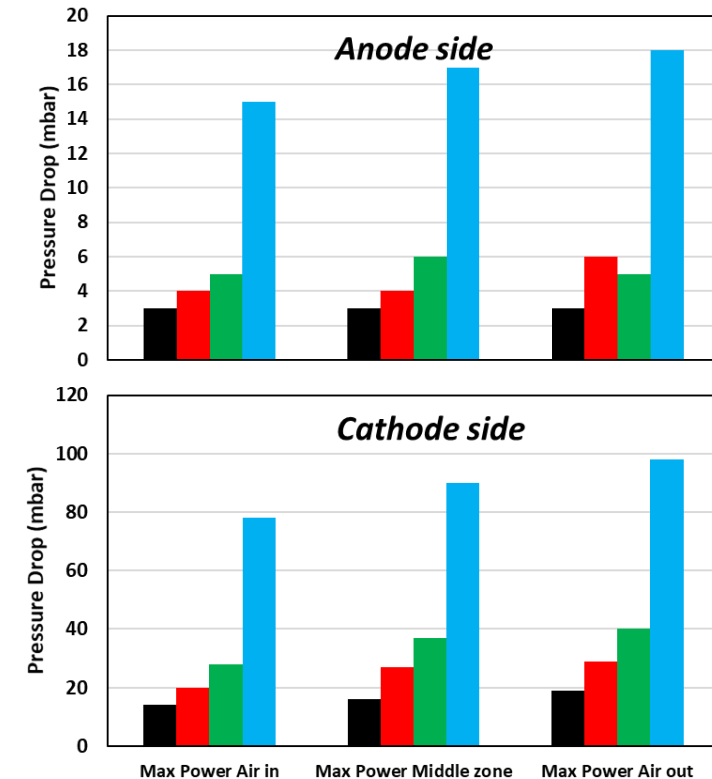 Anode side
Pressure Drop (mbar)
20
18
16
14
12
10
8
6
4
2
0
Cathode side
Pressure Drop (mbar)
120
100
80
60
40
20
0
Max Power Air in
Max Power Middle zone
Max Power Air out